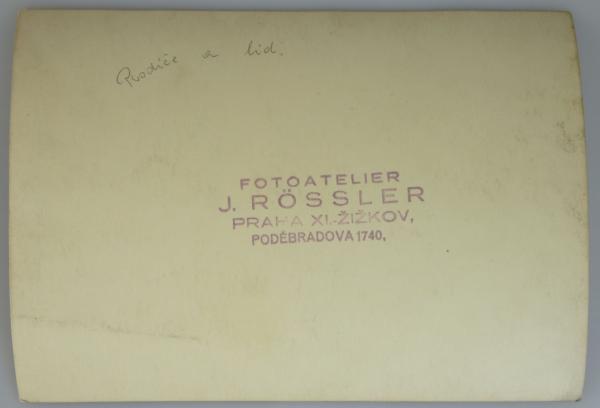 Rodiče a lid.
FOTOATELIER
J. RÖSSLER
PRAHA XI.-ŽIŽKOV,
PODĚBRADOVA 1740,